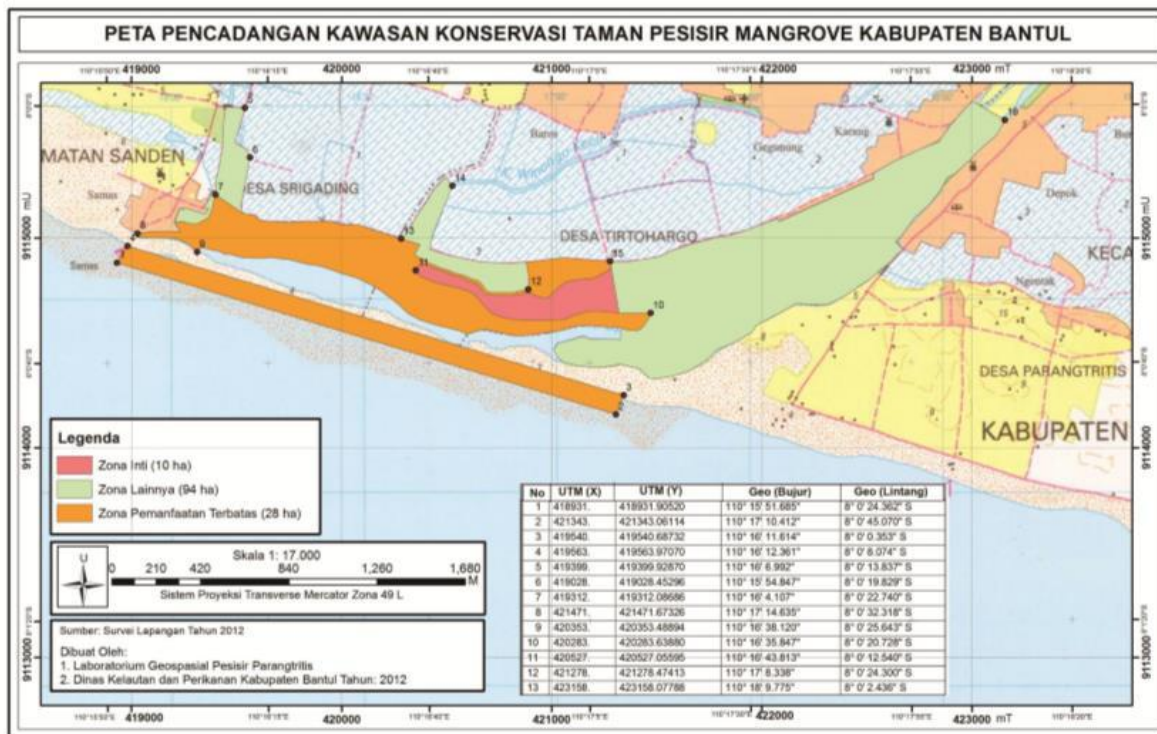 PETA PENCADANGAN KAWASAN KONSERVASI TAMAN PESISIR MANGROVE KABUPATEN BANTUL
419000 420000 421000 422000 423000 mT
MATAN SANDEN
DESA SRIGADING
DESA TIRTOHARGO
Samas
Baros
Karang
Gegunung
Depok
KECA
Ngentak
DESA PARANGTRITIS
KABUPATEN
9115000 mU
9114000
9113000
Legenda
Zona Inti (10 ha)
Zona Lainnya (94 ha)
Zona Pemanfaatan Terbatas (28 ha)
U
Skala 1: 17.000
0 210 420 840 1,260 1,680
M
Sistem Proyeksi Transverse Mercator Zona 49 L
Sumber: Survei Lapangan Tahun 2012
Dibuat Oleh:
1. Laboratorium Geospasial Pesisir Parangtritis
2. Dinas Kelautan dan Perikanan Kabupaten Bantul Tahun: 2012
No UTM (X) UTM (Y) Geo (Bujur) Geo (Lintang)
1 418931. 418931.90520 110° 15' 51.685" 8° 0' 24.362" S
2 421343. 421343.06114 110° 17' 10.412" 8° 0' 45.070" S
3 419540. 419540.68732 110° 16' 11.614" 8° 0' 0.353" S
4 419563. 419563.97070 110° 16' 12.361" 8° 0' 8.074" S
5 419399. 419399.92870 110° 16' 6.992" 8° 0' 13.837" S
6 419028. 419028.45296 110° 15' 54.847" 8° 0' 19.829" S
7 419312. 419312.08686 110° 16' 4.107" 8° 0' 22.740" S
8 421471. 421471.67326 110° 17' 14.635" 8° 0' 32.318" S
9 420353. 420353.48894 110° 16' 38.120" 8° 0' 25.643" S
10 420283. 420283.63880 110° 16' 35.847" 8° 0' 20.728" S
11 420527. 420527.05595 110° 16' 43.813" 8° 0' 12.540" S
12 421278. 421278.47413 110° 17' 8.338" 8° 0' 24.300" S
13 423158. 423158.07788 110° 18' 9.775" 8° 0' 2.436" S
419000 420000 421000 422000 423000